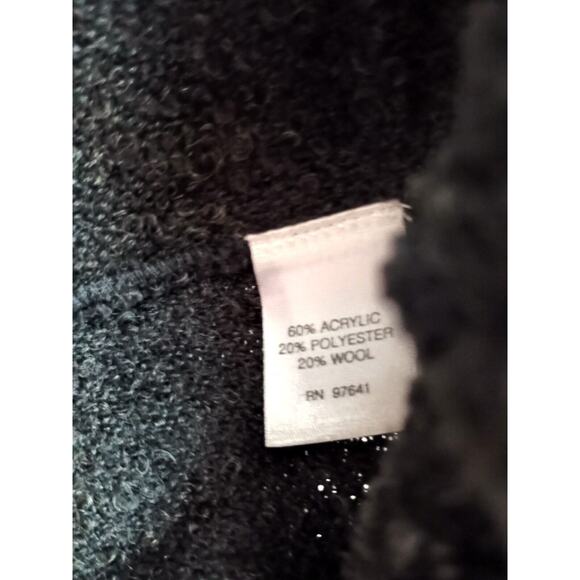 60% ACRYLIC
20% POLYESTER
20% WOOL
RN 97641